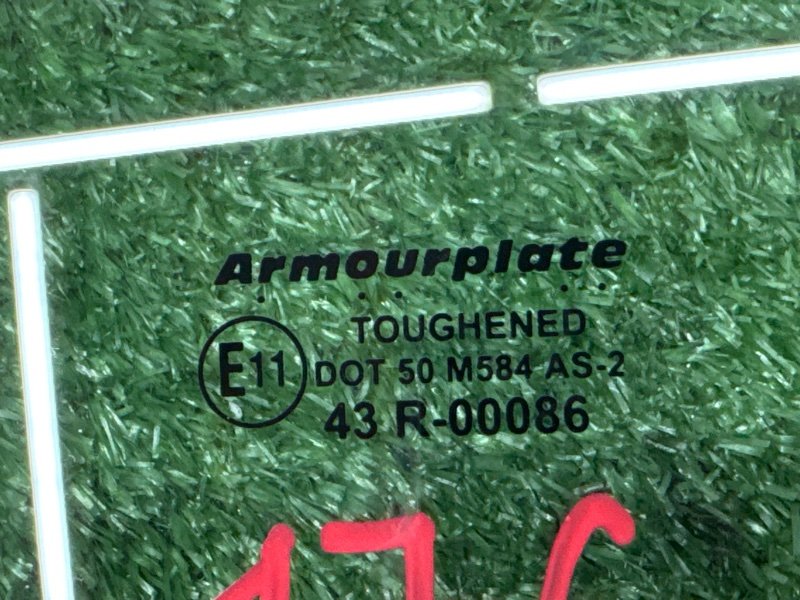 Armourplate
TOUGHENED
E11 DOT 50 M584 AS-2
43 R-00086